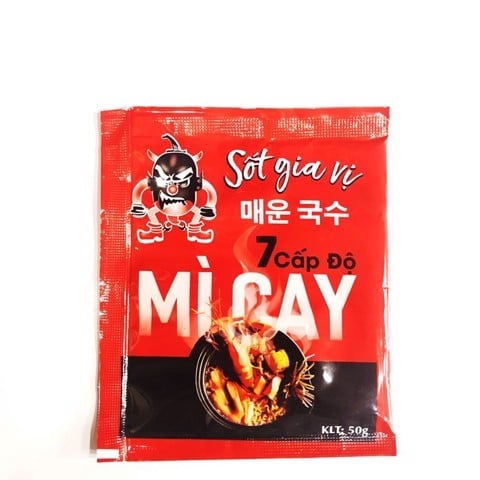 Sốt gia vị
매운 국수
7 Cấp Độ
MÌ CAY
KLT: 50g